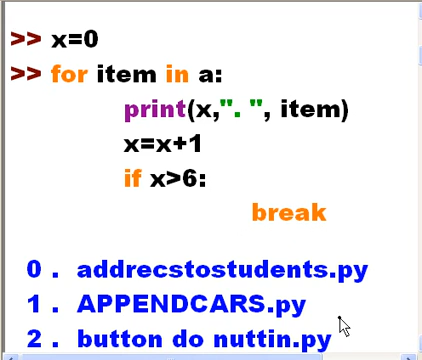 >> x=0
>> for item in a:
print(x,". ", item)
x=x+1
if x>6:
break
0 . addrecstostudents.py
1 . APPENDCARS.py
2 . button do nuttin.py